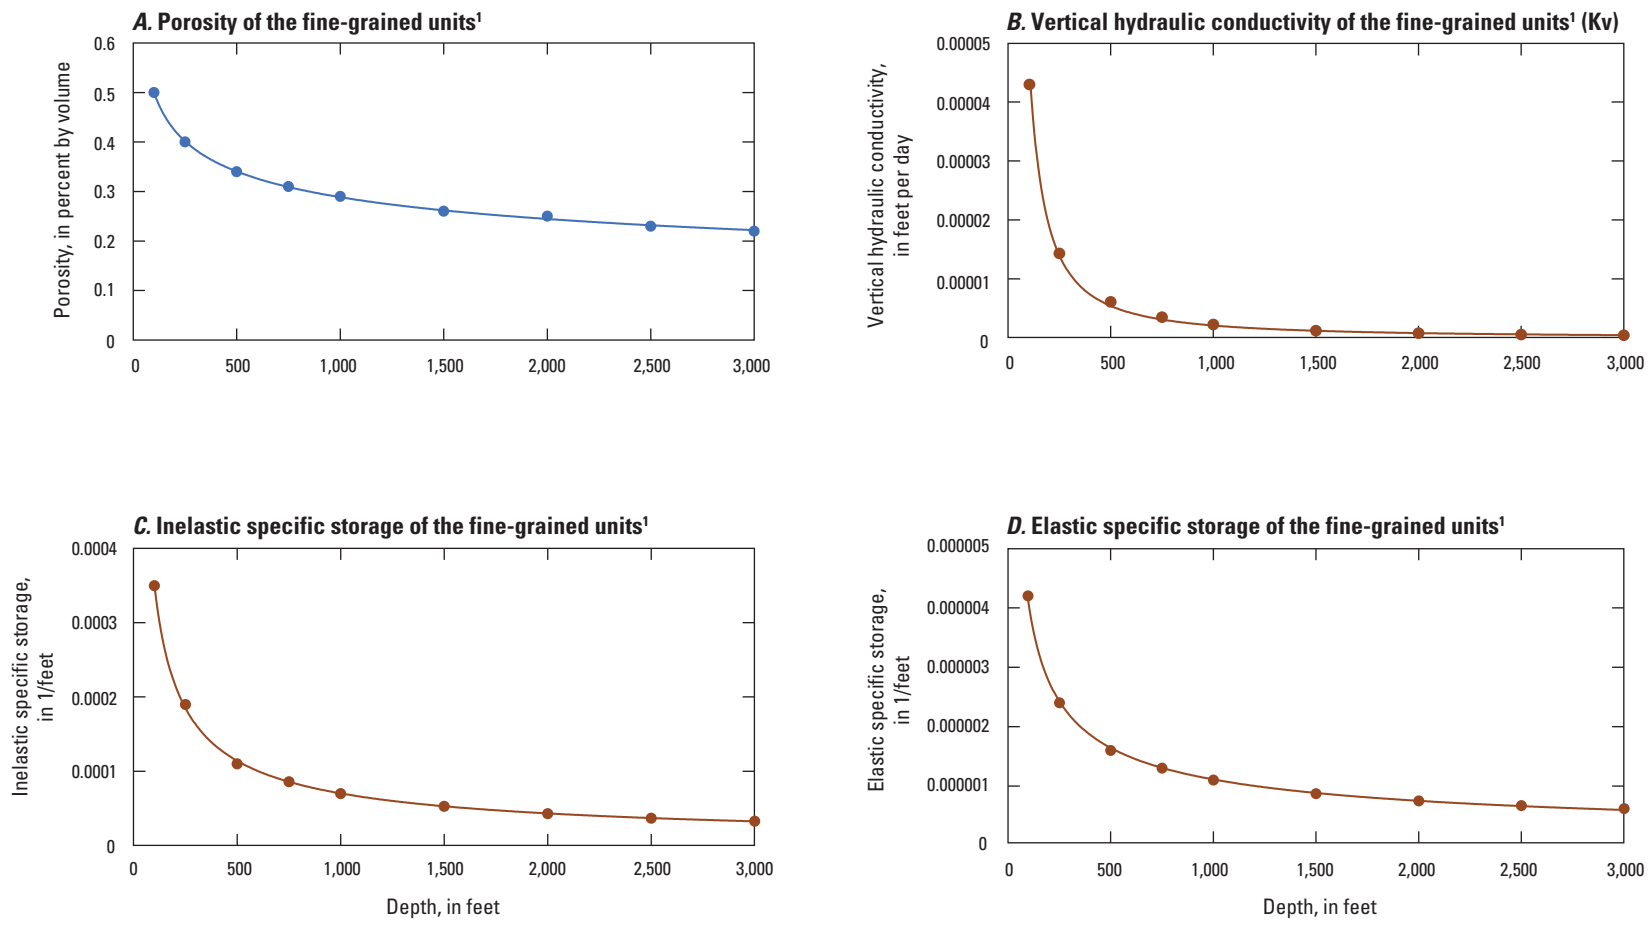 A. Porosity of the fine-grained units¹
Porosity, in percent by volume
0.6
0.5
0.4
0.3
0.2
0.1
0
0 500 1,000 1,500 2,000 2,500 3,000
B. Vertical hydraulic conductivity of the fine-grained units¹ (Kv)
Vertical hydraulic conductivity,
in feet per day
0.00005
0.00004
0.00003
0.00002
0.00001
0
0 500 1,000 1,500 2,000 2,500 3,000
C. Inelastic specific storage of the fine-grained units¹
Inelastic specific storage,
in 1/feet
0.0004
0.0003
0.0002
0.0001
0
0 500 1,000 1,500 2,000 2,500 3,000
Depth, in feet
D. Elastic specific storage of the fine-grained units¹
Elastic specific storage,
in 1/feet
0.000005
0.000004
0.000003
0.000002
0.000001
0
0 500 1,000 1,500 2,000 2,500 3,000
Depth, in feet